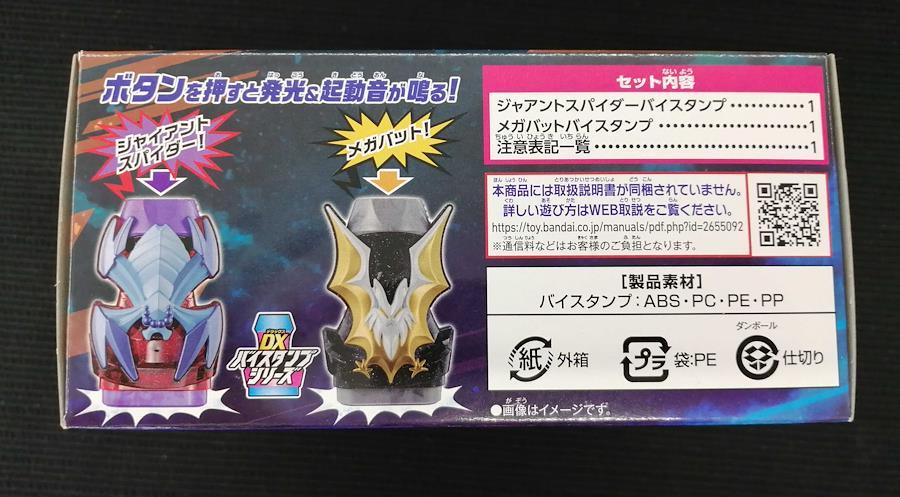 ボタンを押すと発光&起動音が鳴る!
ジャイアント
スパイダー!
メガバット!
デラックス
DX
バイスタンプ
シリーズ
セット内容
ジャアントスパイダーバイスタンプ・・・・・・・・・・1
メガバットバイスタンプ・・・・・・・・・・・・・・・・・・・1
注意表記一覧・・・・・・・・・・・・・・・・・・・・・・・・・・・・1
本商品には取扱説明書が同梱されていません。
詳しい遊び方はWEB取説をご覧ください。
https://toy.bandai.co.jp/manuals/pdf.php?id=2655092
※通信料などはお客様のご負担となります。
【製品素材】
バイスタンプ:ABS・PC・PE・PP
紙 外箱
プラ 袋:PE
ダンボール
仕切り
●画像はイメージです。